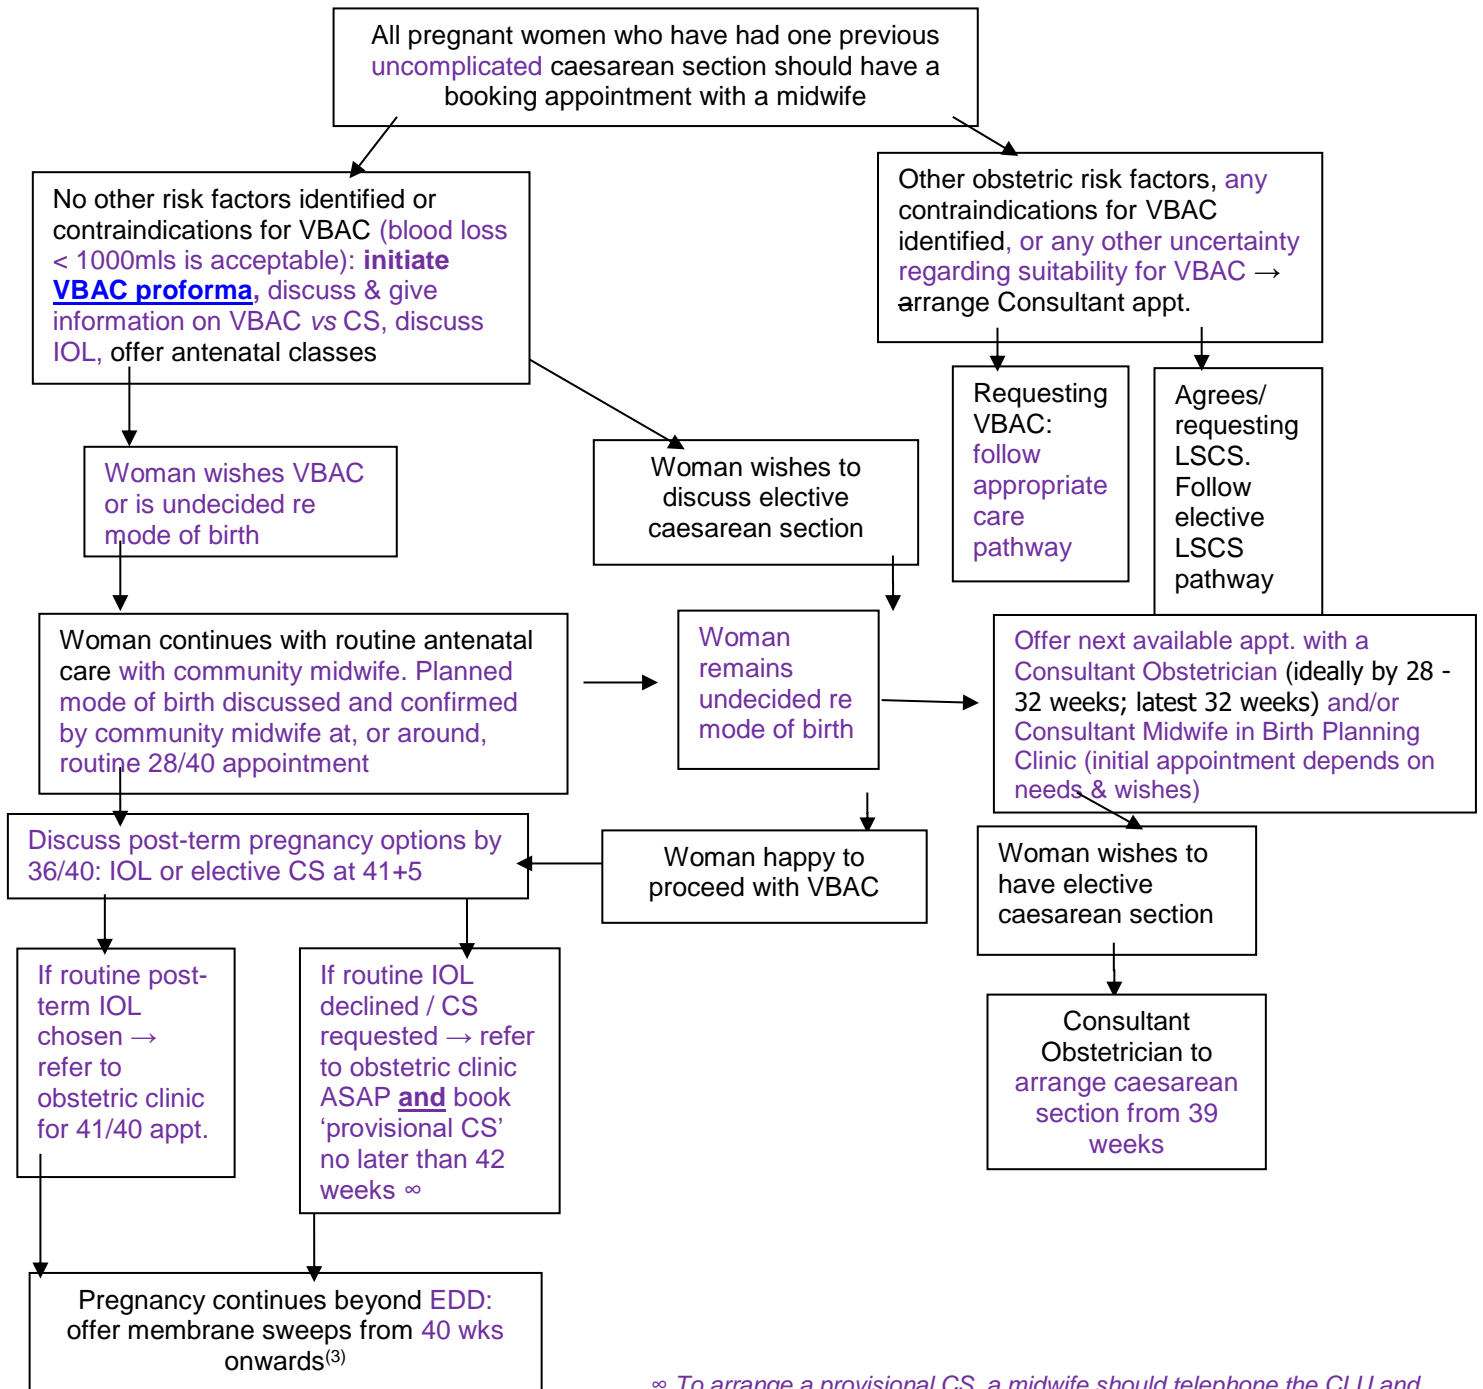 All pregnant women who have had one previous
uncomplicated caesarean section should have a
booking appointment with a midwife
No other risk factors identified or
contraindications for VBAC (blood loss
< 1000mls is acceptable): initiate
VBAC proforma, discuss & give
information on VBAC vs CS, discuss
IOL, offer antenatal classes
Other obstetric risk factors, any
contraindications for VBAC
identified, or any other uncertainty
regarding suitability for VBAC →
arrange Consultant appt.
Requesting
VBAC:
follow
appropriate
care
pathway
Agrees/
requesting
LSCS.
Follow
elective
LSCS
pathway
Woman wishes VBAC
or is undecided re
mode of birth
Woman wishes to
discuss elective
caesarean section
Woman continues with routine antenatal
care with community midwife. Planned
mode of birth discussed and confirmed
by community midwife at, or around,
routine 28/40 appointment
Woman
remains
undecided re
mode of birth
Offer next available appt. with a
Consultant Obstetrician (ideally by 28 -
32 weeks; latest 32 weeks) and/or
Consultant Midwife in Birth Planning
Clinic (initial appointment depends on
needs & wishes)
Discuss post-term pregnancy options by
36/40: IOL or elective CS at 41+5
Woman happy to
proceed with VBAC
Woman wishes to
have elective
caesarean section
If routine post-
term IOL
chosen →
refer to
obstetric clinic
for 41/40 appt.
If routine IOL
declined / CS
requested → refer
to obstetric clinic
ASAP and book
‘provisional CS’
no later than 42
weeks ∞
Consultant
Obstetrician to
arrange caesarean
section from 39
weeks
Pregnancy continues beyond EDD:
offer membrane sweeps from 40 wks
onwards(3)
∞ To arrange a provisional CS, a midwife should telephone the CLU and